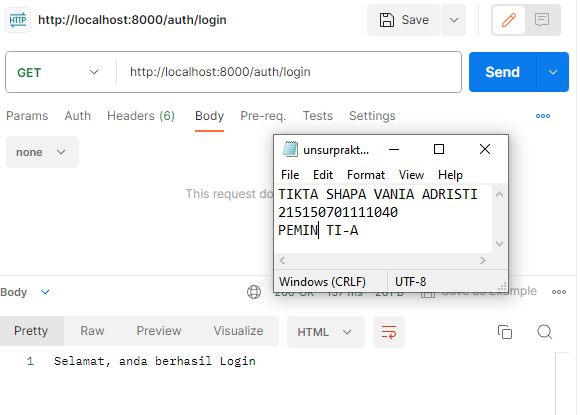 HTTP http://localhost:8000/auth/login Save
GET http://localhost:8000/auth/login Send
Params Auth Headers (6) Body Pre-req. Tests Settings
none
This request do
unsurprakt...
File Edit Format View Help
TIKTA SHAPA VANIA ADRISTI
215150701111040
PEMIN TI-A
Windows (CRLF) UTF-8
Body 200 OK 137 ms Save as Example
Pretty Raw Preview Visualize HTML
1 Selamat, anda berhasil Login